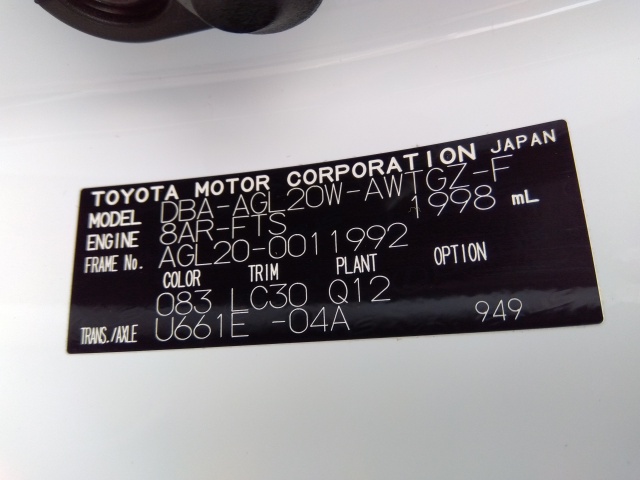 TOYOTA MOTOR CORPORATION JAPAN
MODEL DBA-AGL20W-AWTGZ-F
ENGINE 8AR-FTS 1998 mL
FRAME No. AGL20-0011992
COLOR TRIM PLANT OPTION
083 LC30 Q12
TRANS./AXLE U661E -04A 949